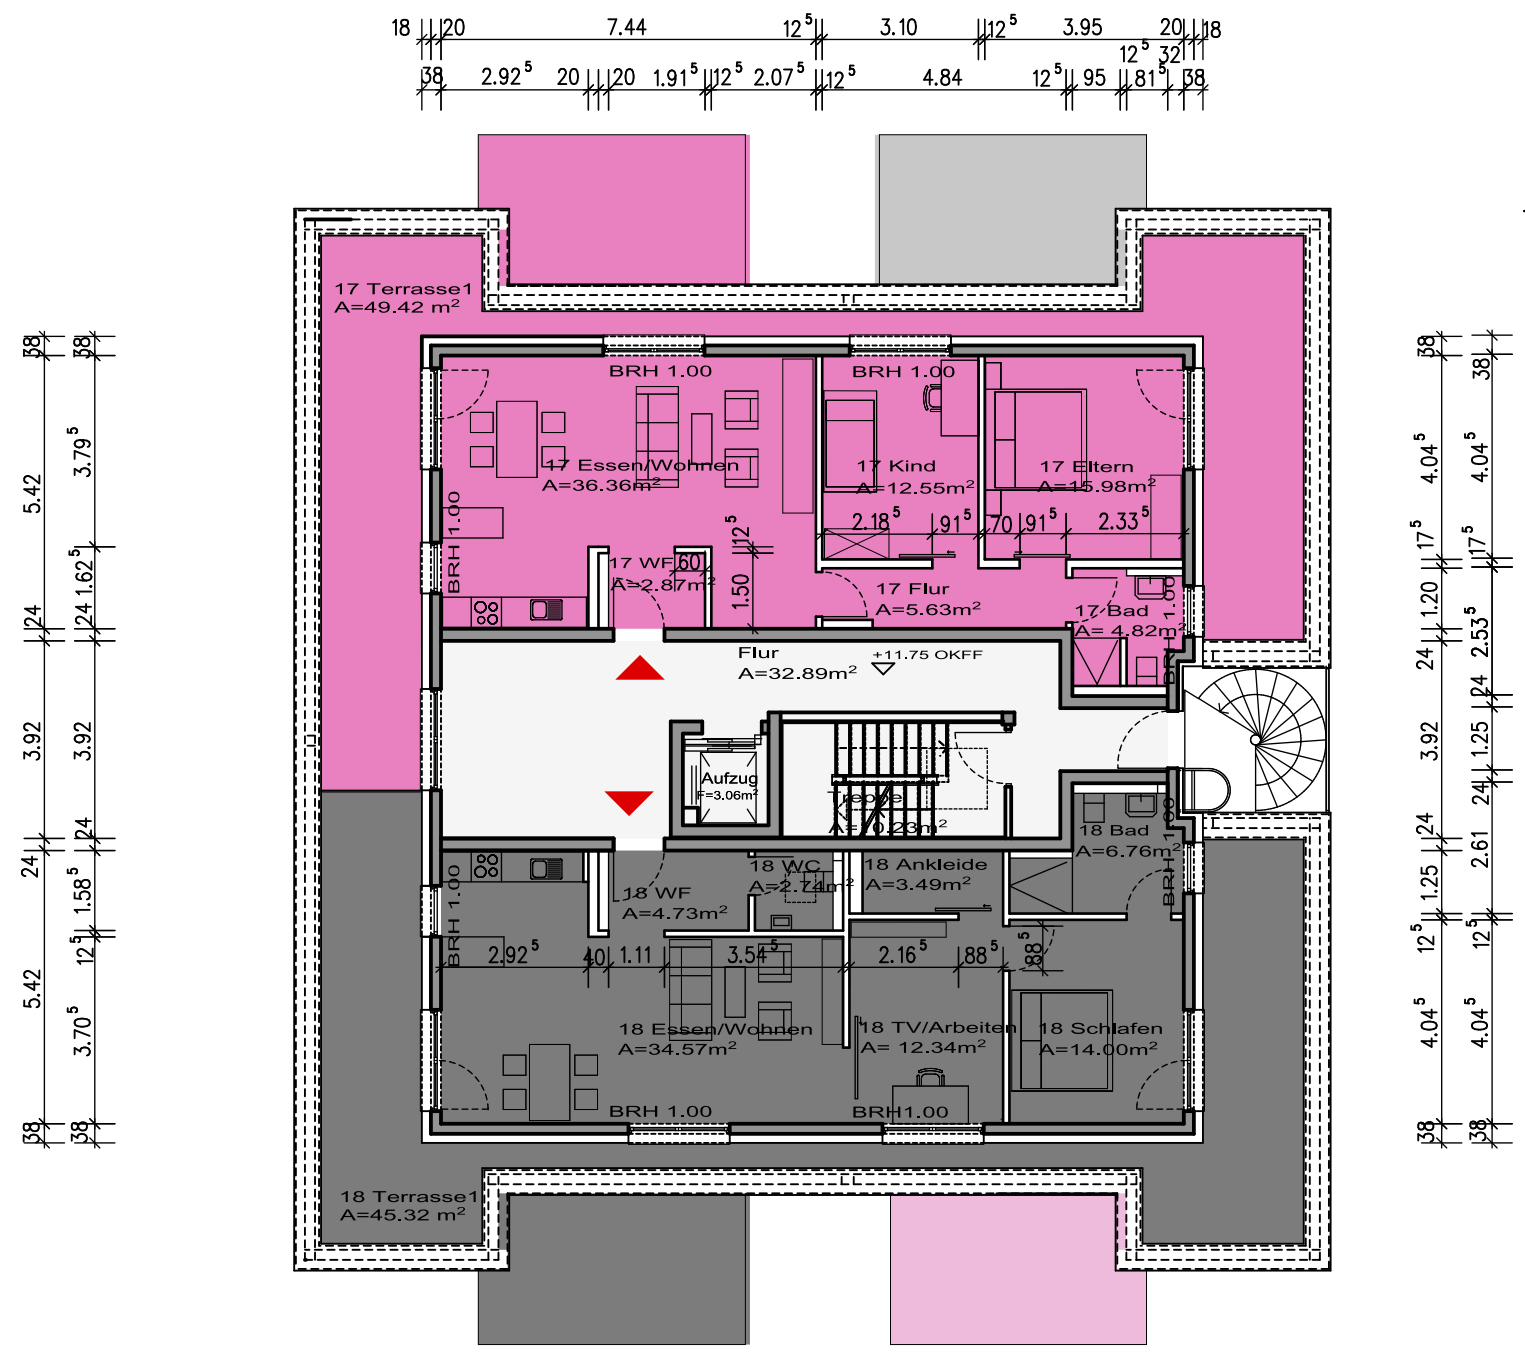 18 20 7.44 12⁵ 3.10 12⁵ 3.95 20 18
12⁵ 32
38 2.92⁵ 20 20 1.91⁵ 12⁵ 2.07⁵ 12⁵ 4.84 12⁵ 95 81⁵ 38
17 Terrasse1
A=49.42 m²
BRH 1.00
BRH 1.00
17 Essen/Wohnen
A=36.36m²
17 Kind
A=12.55m²
17 Eltern
A=15.98m²
BRH 1.00
2.18⁵ 91⁵ 70 91⁵ 2.33⁵
12⁵
17 WF
A=2.87m²
60
1.50
17 Flur
A=5.63m²
17 Bad
A= 4.82m²
BRH 1.00
Flur
A=32.89m²
+11.75 OKFF
Aufzug
F=3.06m²
Treppe
A=10.23m²
18 Bad
A=6.76m²
BRH 1.00
18 WC
A=2.74m²
18 Ankleide
A=3.49m²
18 WF
A=4.73m²
BRH 1.00
2.92⁵ 40 1.11 3.54⁵ 2.16⁵ 88⁵
88⁵
18 Essen/Wohnen
A=34.57m²
18 TV/Arbeiten
A= 12.34m²
18 Schlafen
A=14.00m²
BRH 1.00
BRH1.00
18 Terrasse1
A=45.32 m²
38 5.42 24 3.92 24 5.42 38
38 3.79⁵ 1.62⁵ 24 3.92 24 1.58⁵ 12⁵ 3.70⁵ 38
38 4.04⁵ 17⁵ 1.20 24 3.92 24 1.25 12⁵ 4.04⁵ 38
38 4.04⁵ 17⁵ 2.53⁵ 24 1.25 24 2.61 12⁵ 4.04⁵ 38